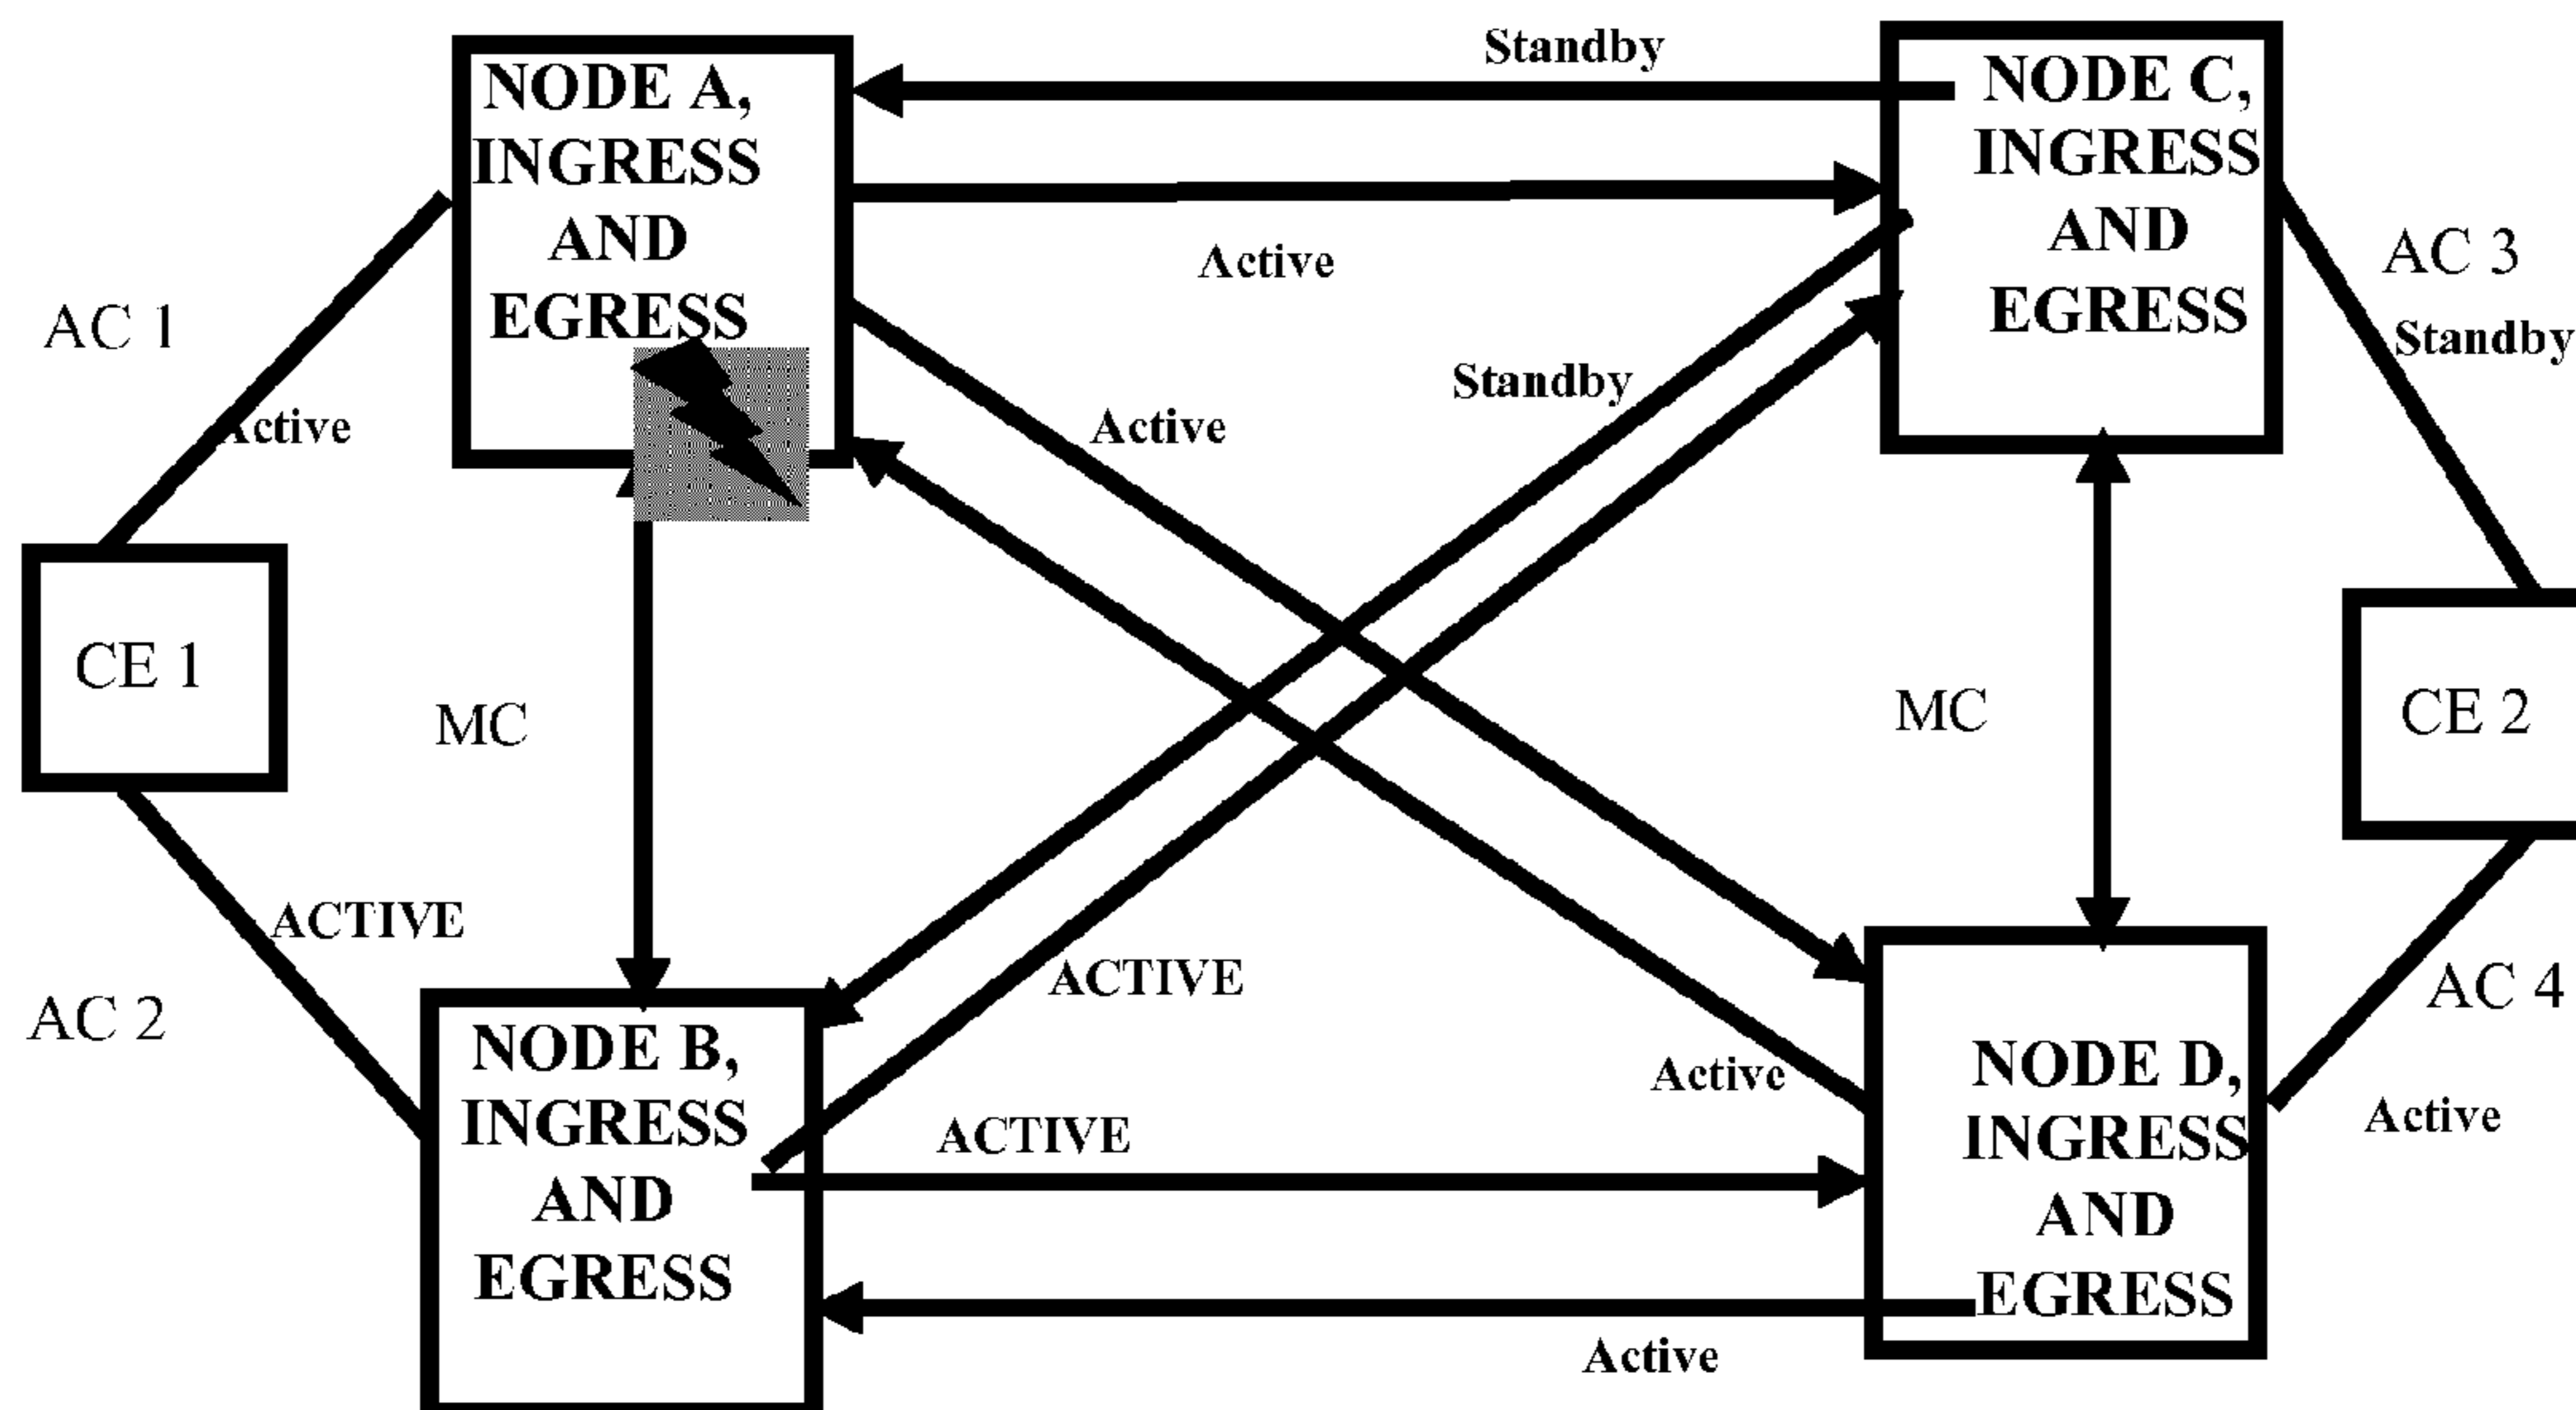 Standby
NODE A,
INGRESS
AND
EGRESS
NODE C,
INGRESS
AND
EGRESS
Active
AC 1
Active
Active
Standby
AC 3
Standby
CE 1
MC
MC
CE 2
ACTIVE
AC 2
ACTIVE
ACTIVE
Active
AC 4
Active
NODE B,
INGRESS
AND
EGRESS
NODE D,
INGRESS
AND
EGRESS
Active